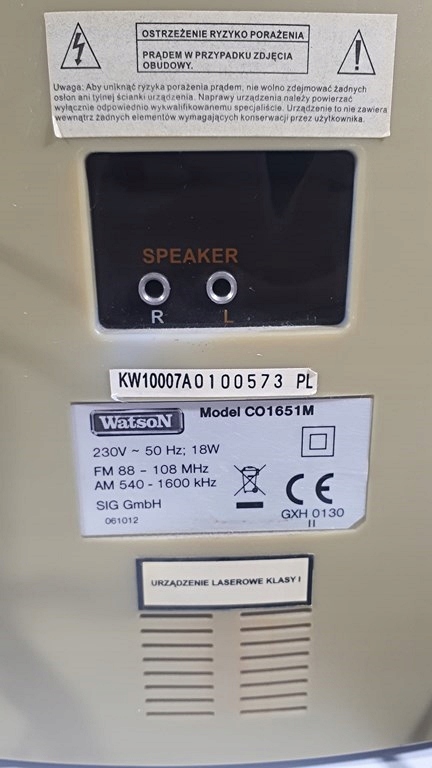 OSTRZEŻENIE RYZYKO PORAŻENIA
PRĄDEM W PRZYPADKU ZDJĘCIA
OBUDOWY.
Uwaga: Aby uniknąć ryzyka porażenia prądem, nie wolno zdejmować żadnych
osłon ani tylnej ścianki urządzenia. Naprawy urządzenia należy powierzać
wyłącznie odpowiednio wykwalifikowanemu specjaliście. Urządzenie to nie zawiera
wewnątrz żadnych elementów wymagających konserwacji przez użytkownika.
SPEAKER
R L
KW10007A0100573 PL
WatsoN Model CO1651M
230V ~ 50 Hz; 18W
FM 88 - 108 MHz
AM 540 - 1600 kHz
SIG GmbH
061012
CE
GXH 0130
II
URZĄDZENIE LASEROWE KLASY I